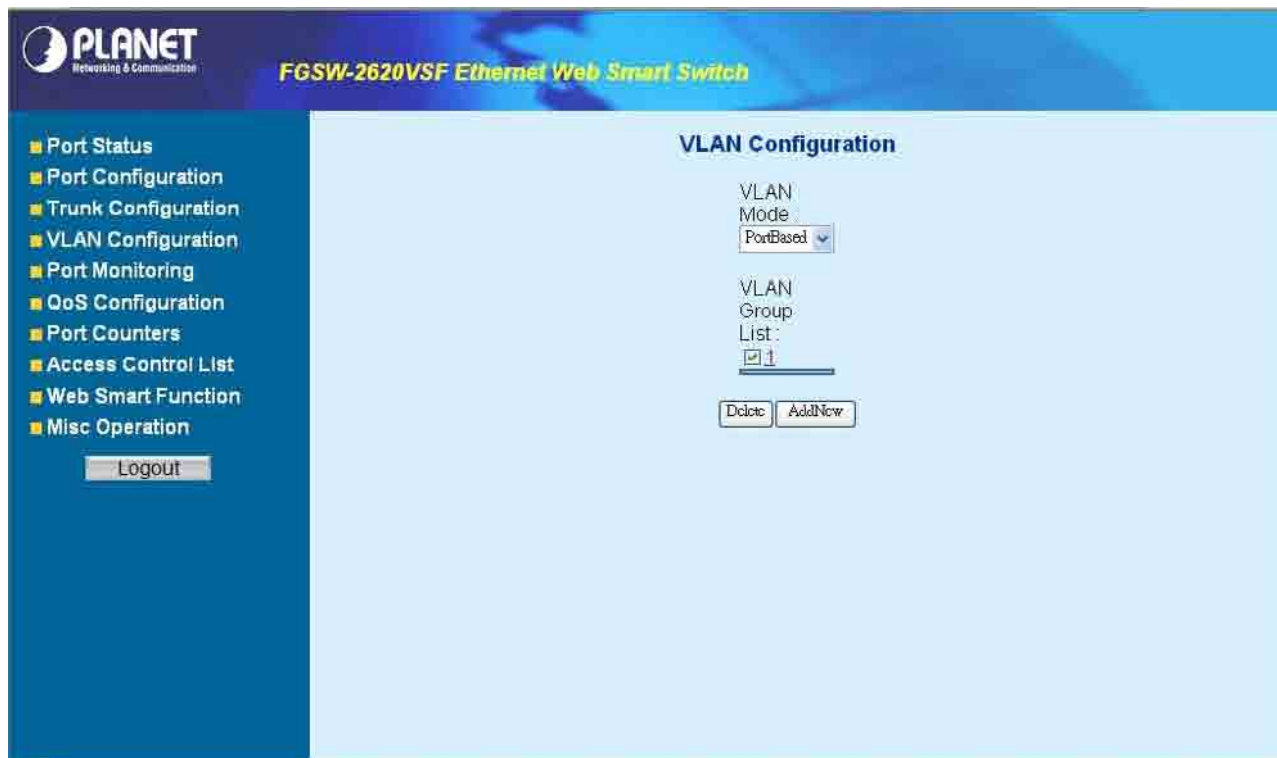 PLANET
Networking & Communication
FGSW-2620VSF Ethernet Web Smart Switch
Port Status
Port Configuration
Trunk Configuration
VLAN Configuration
Port Monitoring
QoS Configuration
Port Counters
Access Control List
Web Smart Function
Misc Operation
Logout
VLAN Configuration
VLAN
Mode
PortBased
VLAN
Group
List :
1
Delete AddNew